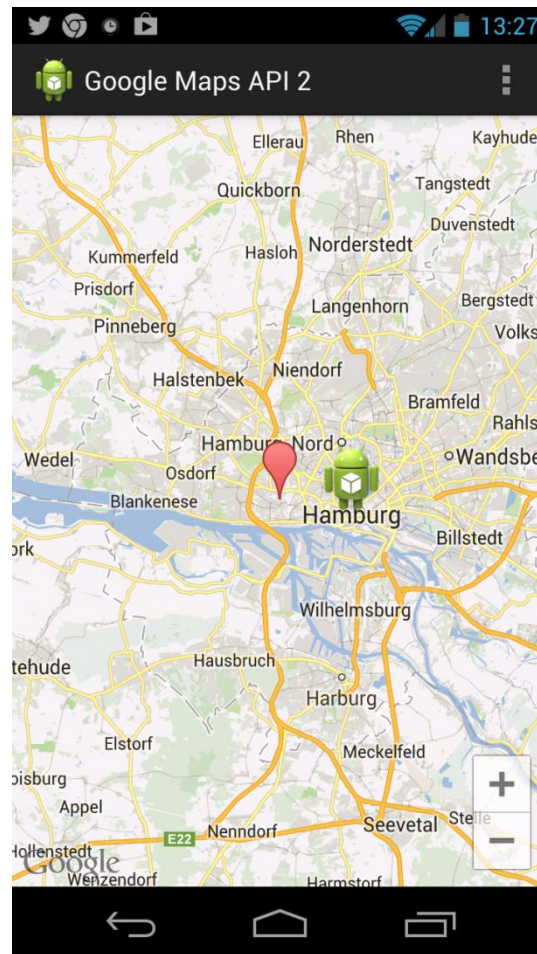 13:27
Google Maps API 2
Ellerau
Rhen
Kayhude
Quickborn
Tangstedt
Duvenstedt
Kummerfeld
Hasloh
Norderstedt
Prisdorf
Langenhorn
Bergstedt
Pinneberg
Volks
Niendorf
Halstenbek
Bramfeld
Rahls
Hamburg-Nord
Wedel
Osdorf
Wandsbe
Blankenese
Hamburg
Billstedt
ork
Wilhelmsburg
tehude
Hausbruch
Harburg
Elstorf
Meckelfeld
oisburg
Appel
+
Seevetal
Stelle
E22
Nenndorf
−
Hollenstedt
Google
Wenzendorf
Harmstorf